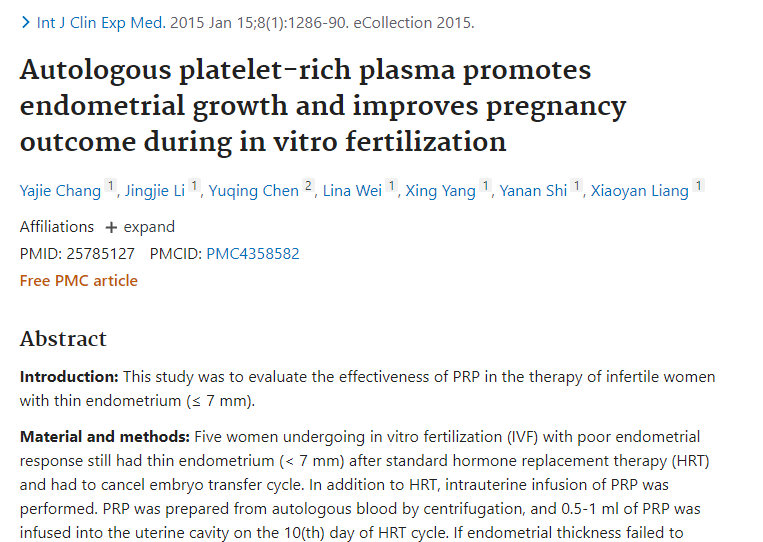 Int J Clin Exp Med. 2015 Jan 15;8(1):1286-90. eCollection 2015.
Autologous platelet-rich plasma promotes
endometrial growth and improves pregnancy
outcome during in vitro fertilization
Yajie Chang 1, Jingjie Li 1, Yuqing Chen 2, Lina Wei 1, Xing Yang 1, Yanan Shi 1, Xiaoyan Liang 1
Affiliations + expand
PMID: 25785127 PMCID: PMC4358582
Free PMC article
Abstract
Introduction: This study was to evaluate the effectiveness of PRP in the therapy of infertile women
with thin endometrium (≤ 7 mm).
Material and methods: Five women undergoing in vitro fertilization (IVF) with poor endometrial
response still had thin endometrium (< 7 mm) after standard hormone replacement therapy (HRT)
and had to cancel embryo transfer cycle. In addition to HRT, intrauterine infusion of PRP was
performed. PRP was prepared from autologous blood by centrifugation, and 0.5-1 ml of PRP was
infused into the uterine cavity on the 10(th) day of HRT cycle. If endometrial thickness failed to